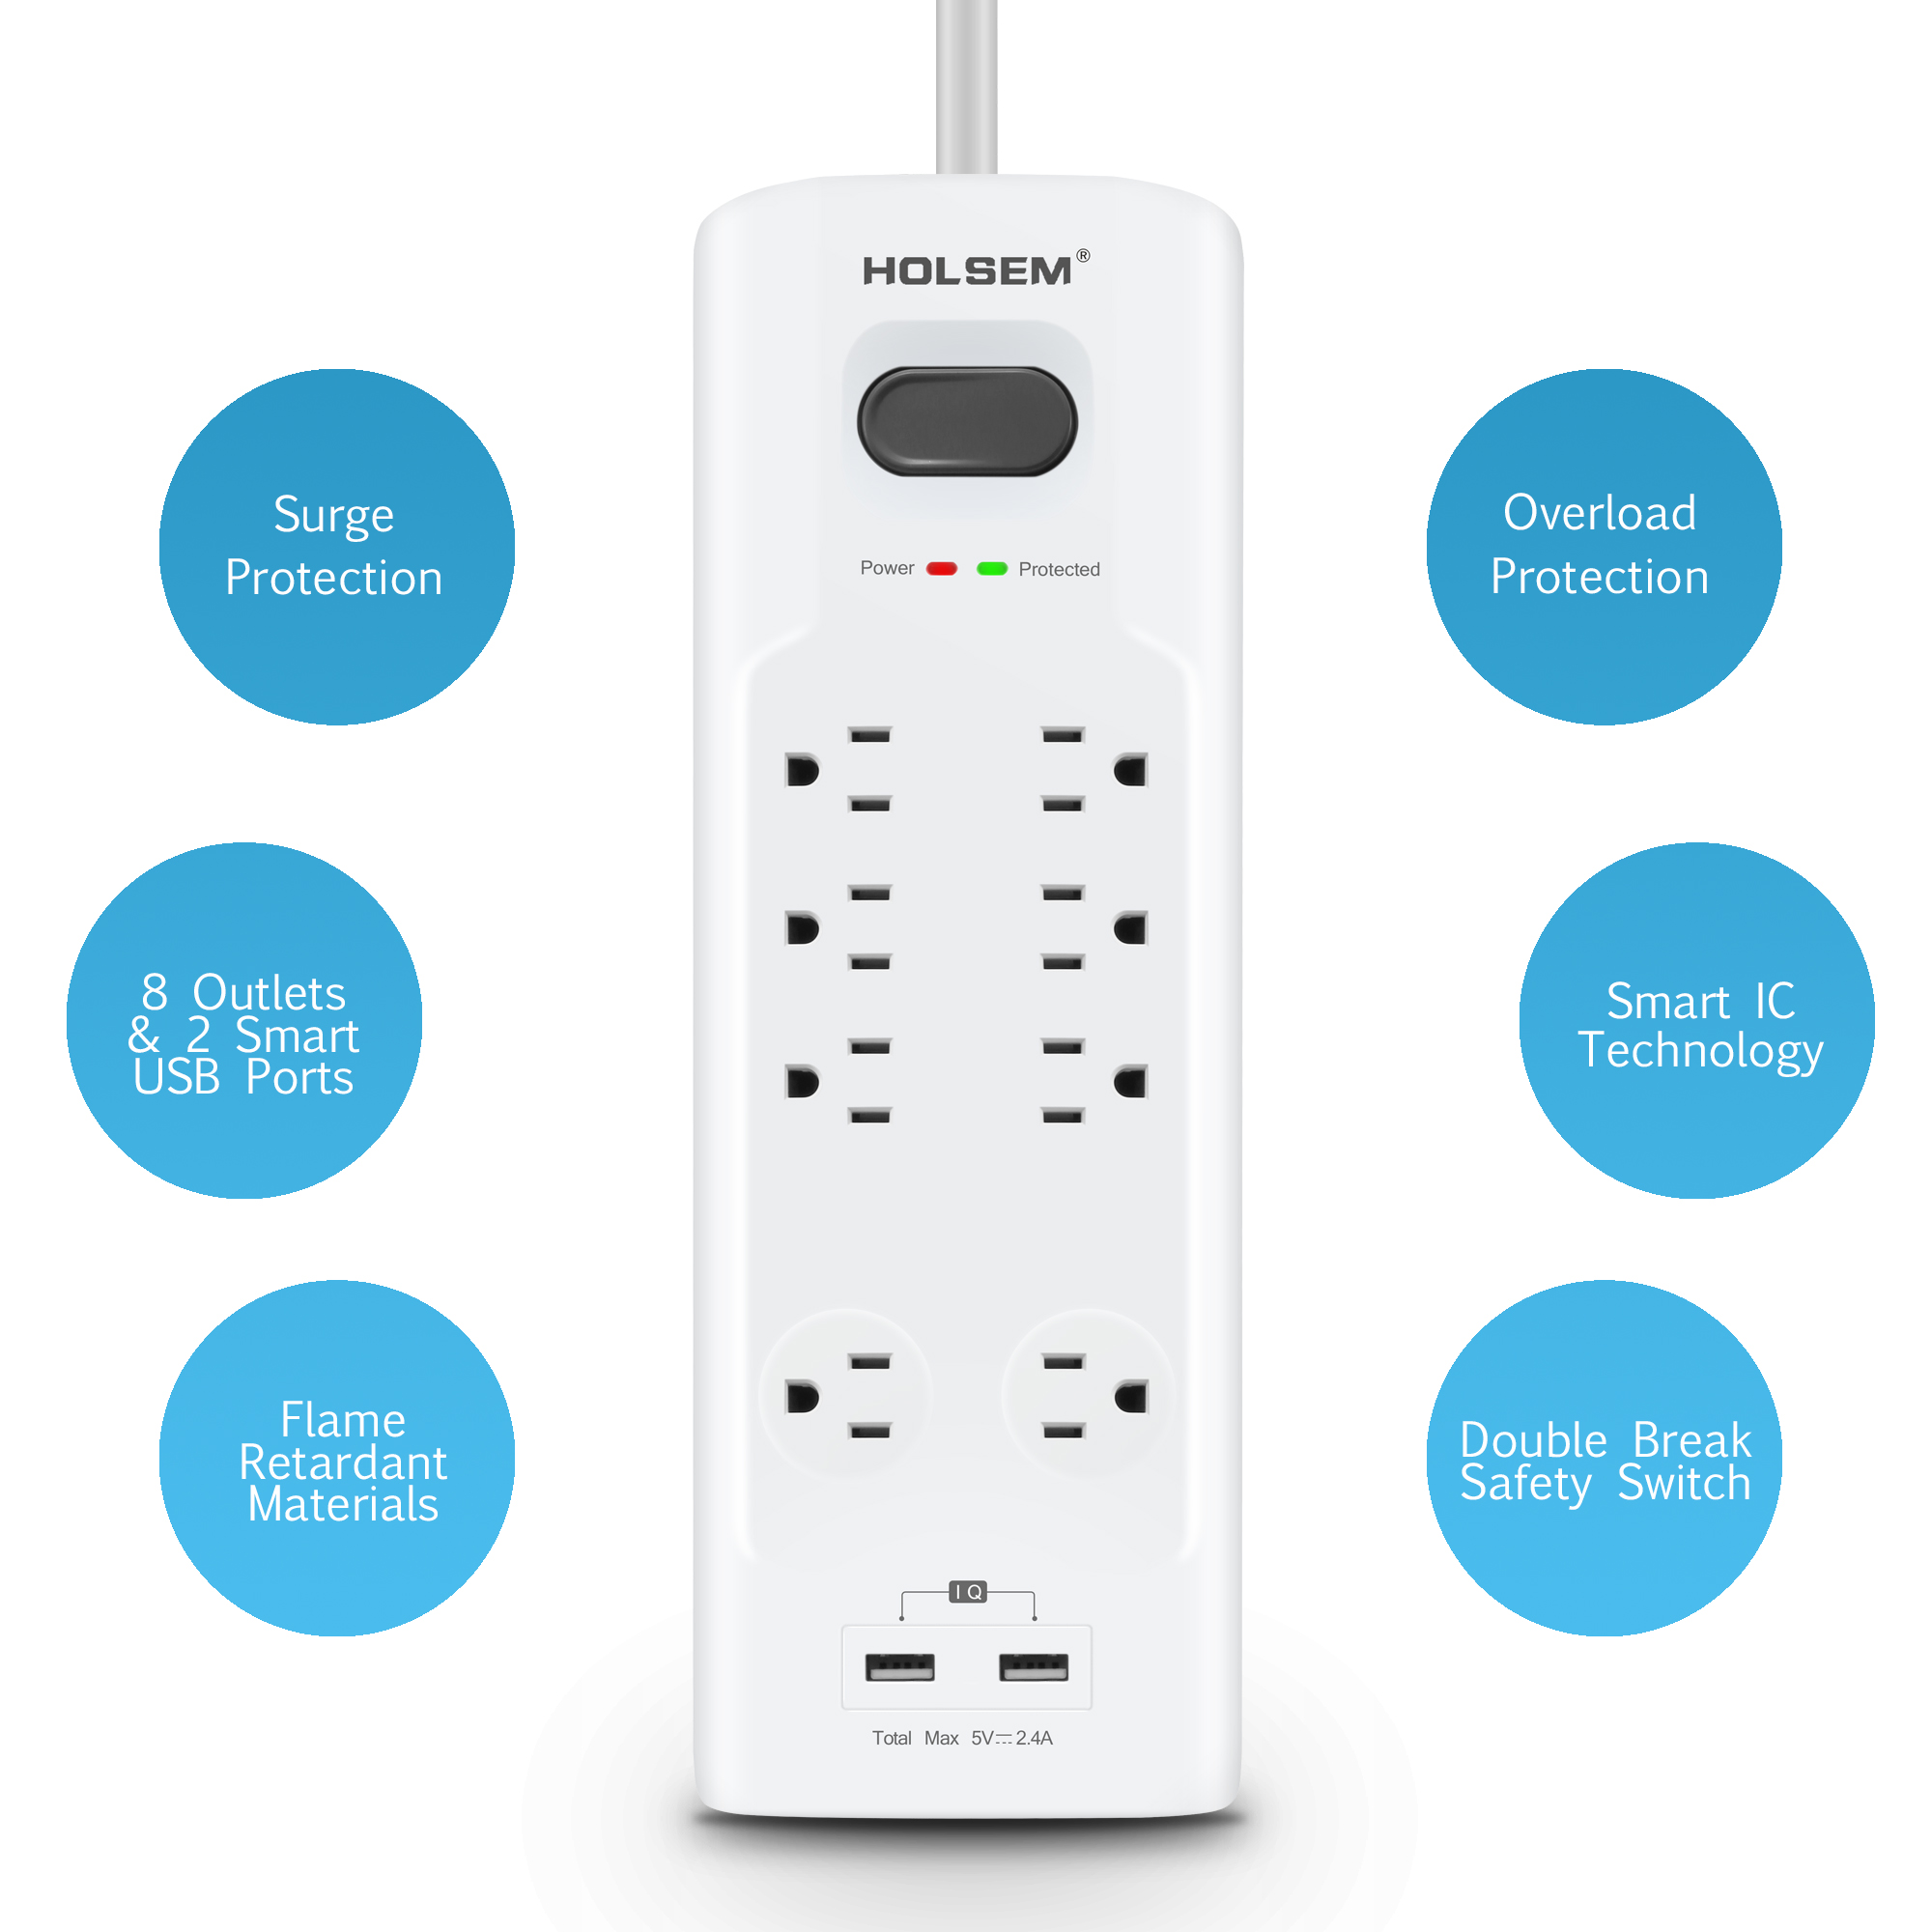 HOLSEM®
Power
Protected
Surge
Protection
Overload
Protection
8 Outlets
& 2 Smart
USB Ports
Smart IC
Technology
Flame
Retardant
Materials
Double Break
Safety Switch
IQ
Total Max 5V⎓2.4A